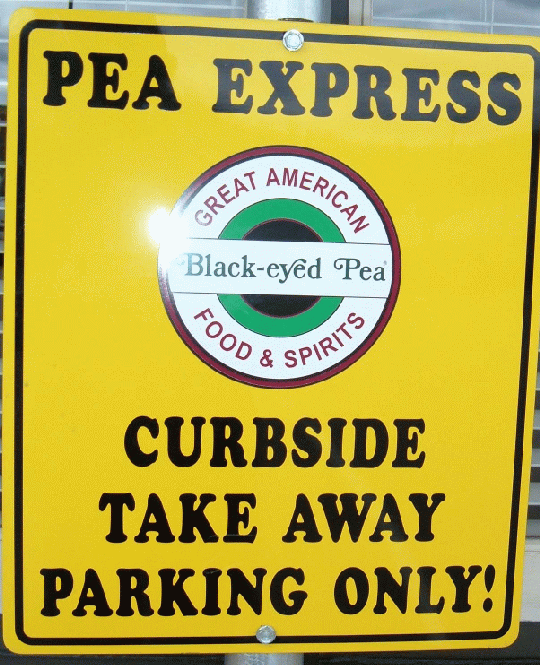 PEA EXPRESS
GREAT AMERICAN
Black-eyed Pea
FOOD & SPIRITS
CURBSIDE
TAKE AWAY
PARKING ONLY!